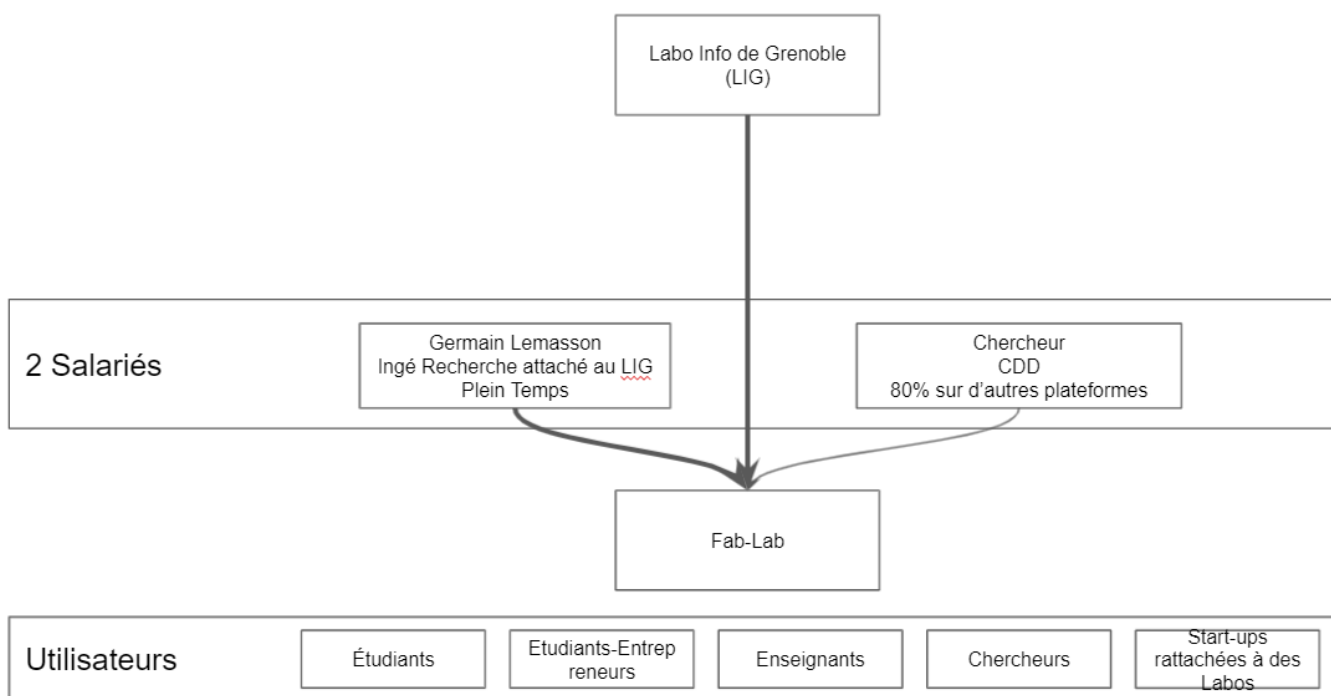 Labo Info de Grenoble
(LIG)
2 Salariés
Germain Lemasson
Ingé Recherche attaché au LIG
Plein Temps
Chercheur
CDD
80% sur d'autres plateformes
Fab-Lab
Utilisateurs
Étudiants
Etudiants-Entrep
reneurs
Enseignants
Chercheurs
Start-ups
rattachées à des
Labos